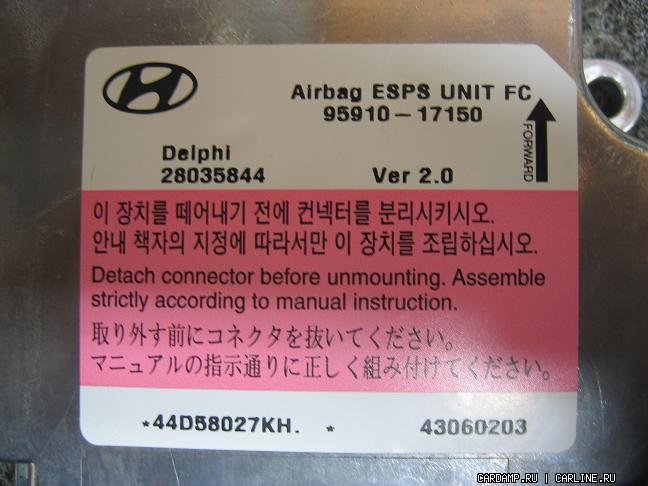 Airbag ESPS UNIT FC
95910-17150
FORWARD
Delphi
28035844
Ver 2.0
이 장치를 떼어내기 전에 컨넥터를 분리시키시오.
안내 책자의 지정에 따라서만 이 장치를 조립하십시오.
Detach connector before unmounting. Assemble
strictly according to manual instruction.
取り外す前にコネクタを抜いてください。
マニュアルの指示通りに正しく組み付けてください。
*44D58027KH. *
43060203
CARDAMP.RU | CARLINE.RU